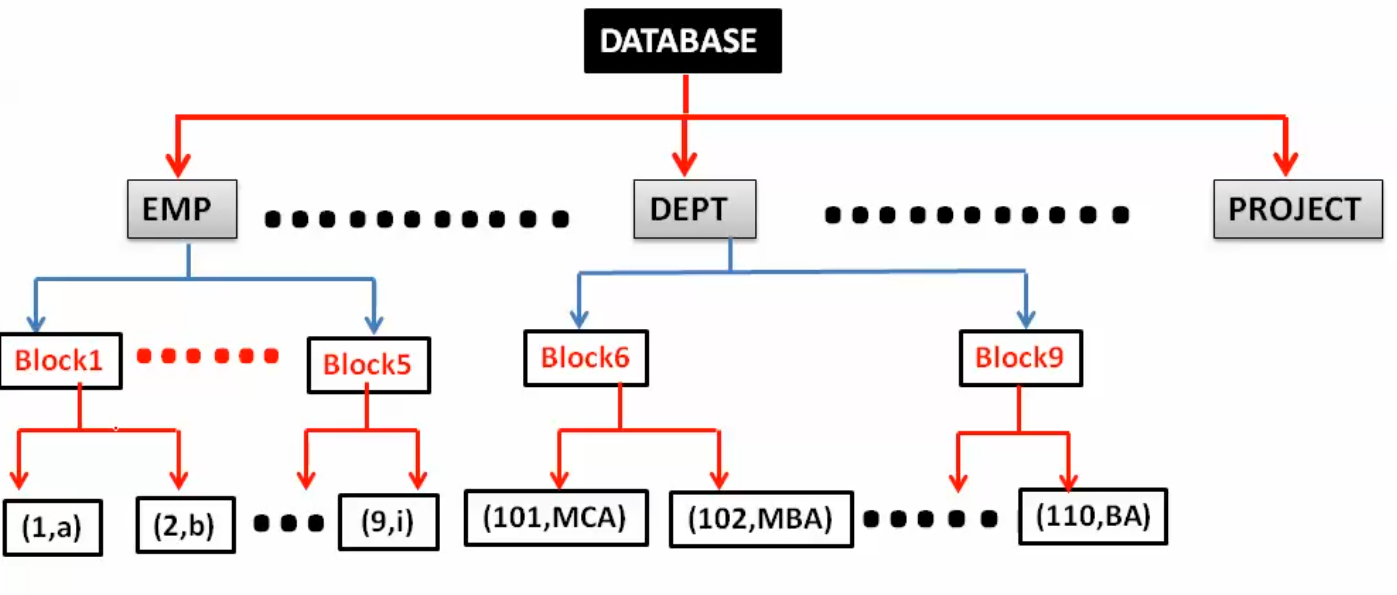 DATABASE
EMP
DEPT
PROJECT
Block1
Block5
Block6
Block9
(1,a)
(2,b)
(9,i)
(101,MCA)
(102,MBA)
(110,BA)